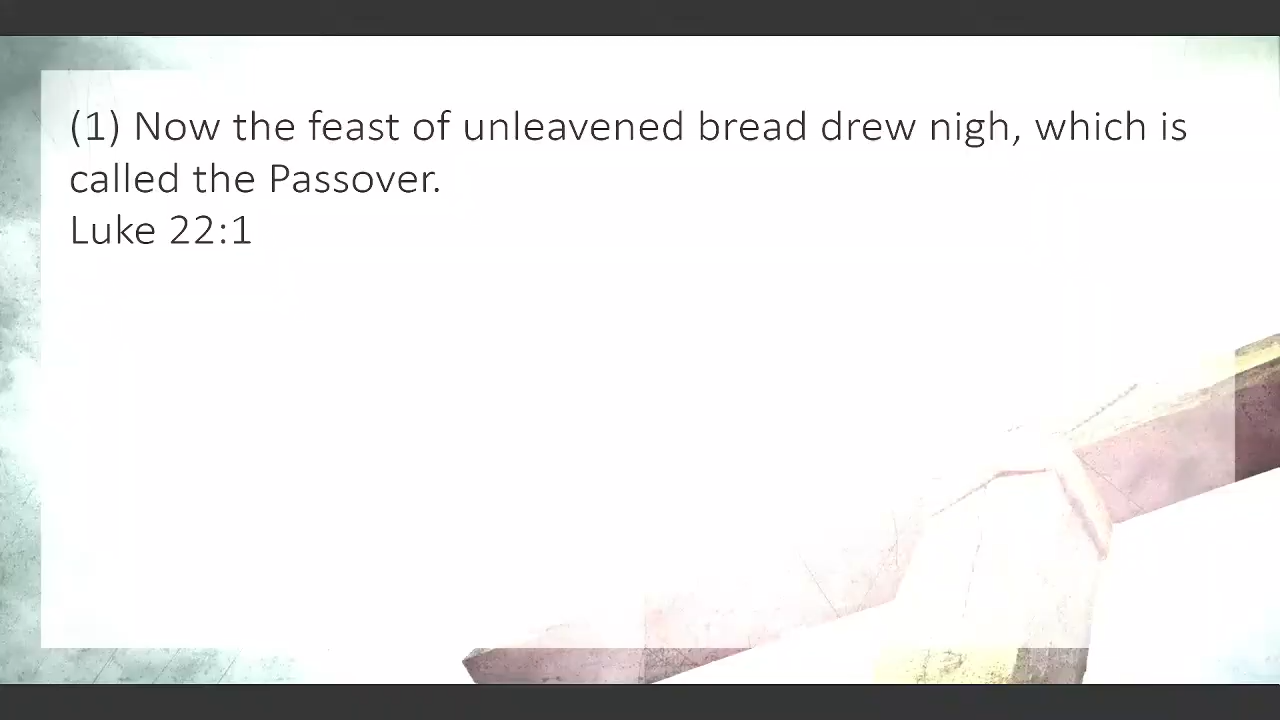 (1) Now the feast of unleavened bread drew nigh, which is
called the Passover.
Luke 22:1